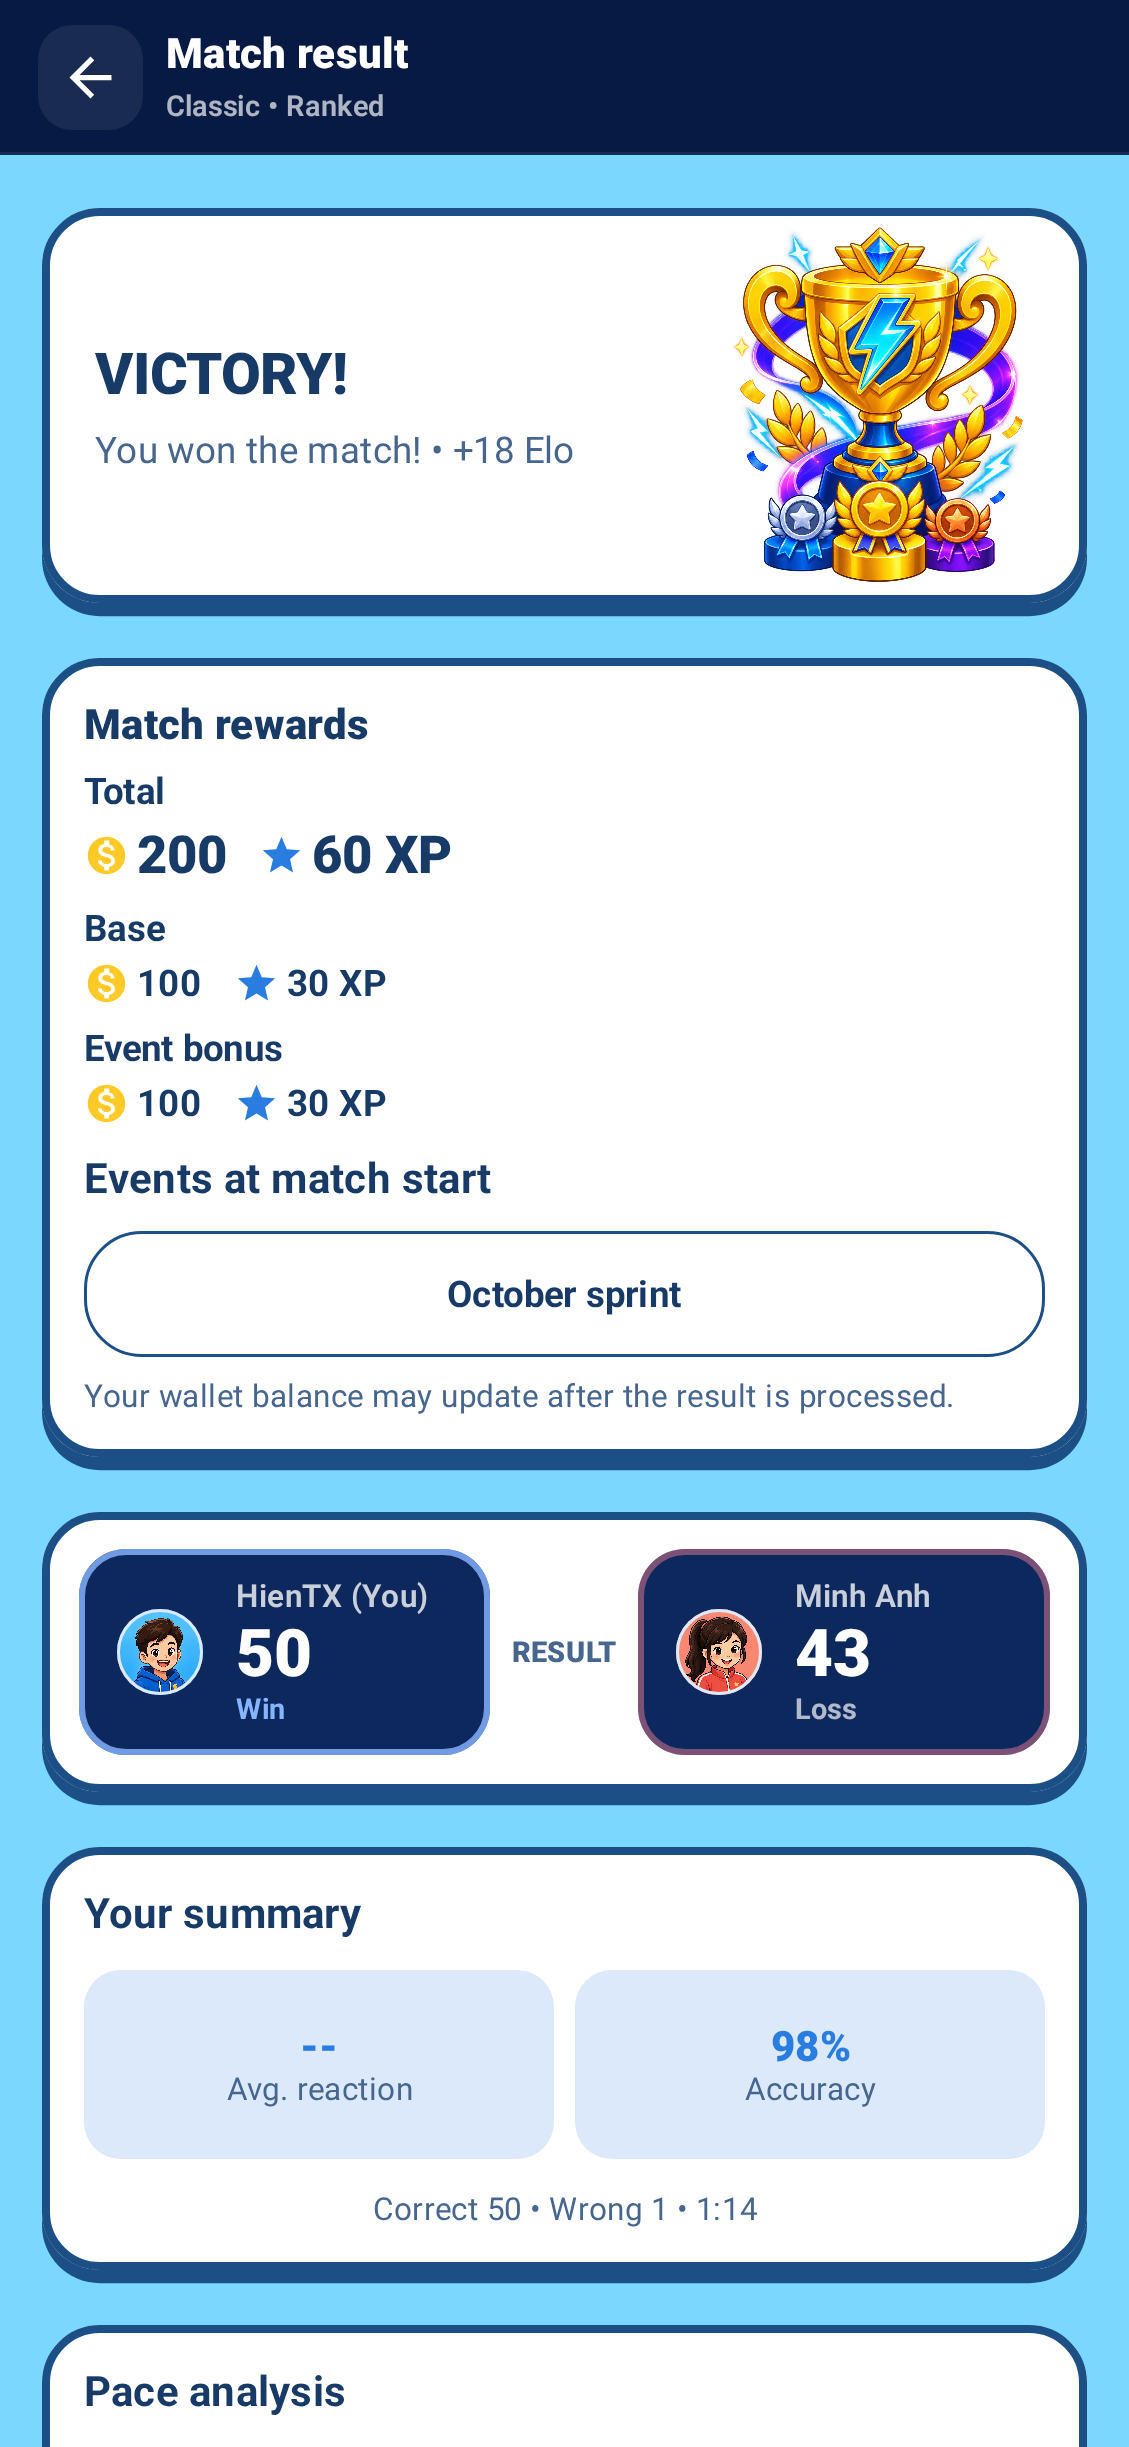 Match result
Classic • Ranked
VICTORY!
You won the match! • +18 Elo
Match rewards
Total
200 60 XP
Base
100 30 XP
Event bonus
100 30 XP
Events at match start
October sprint
Your wallet balance may update after the result is processed.
HienTX (You)
50
Win
RESULT
Minh Anh
43
Loss
Your summary
--
Avg. reaction
98%
Accuracy
Correct 50 • Wrong 1 • 1:14
Pace analysis